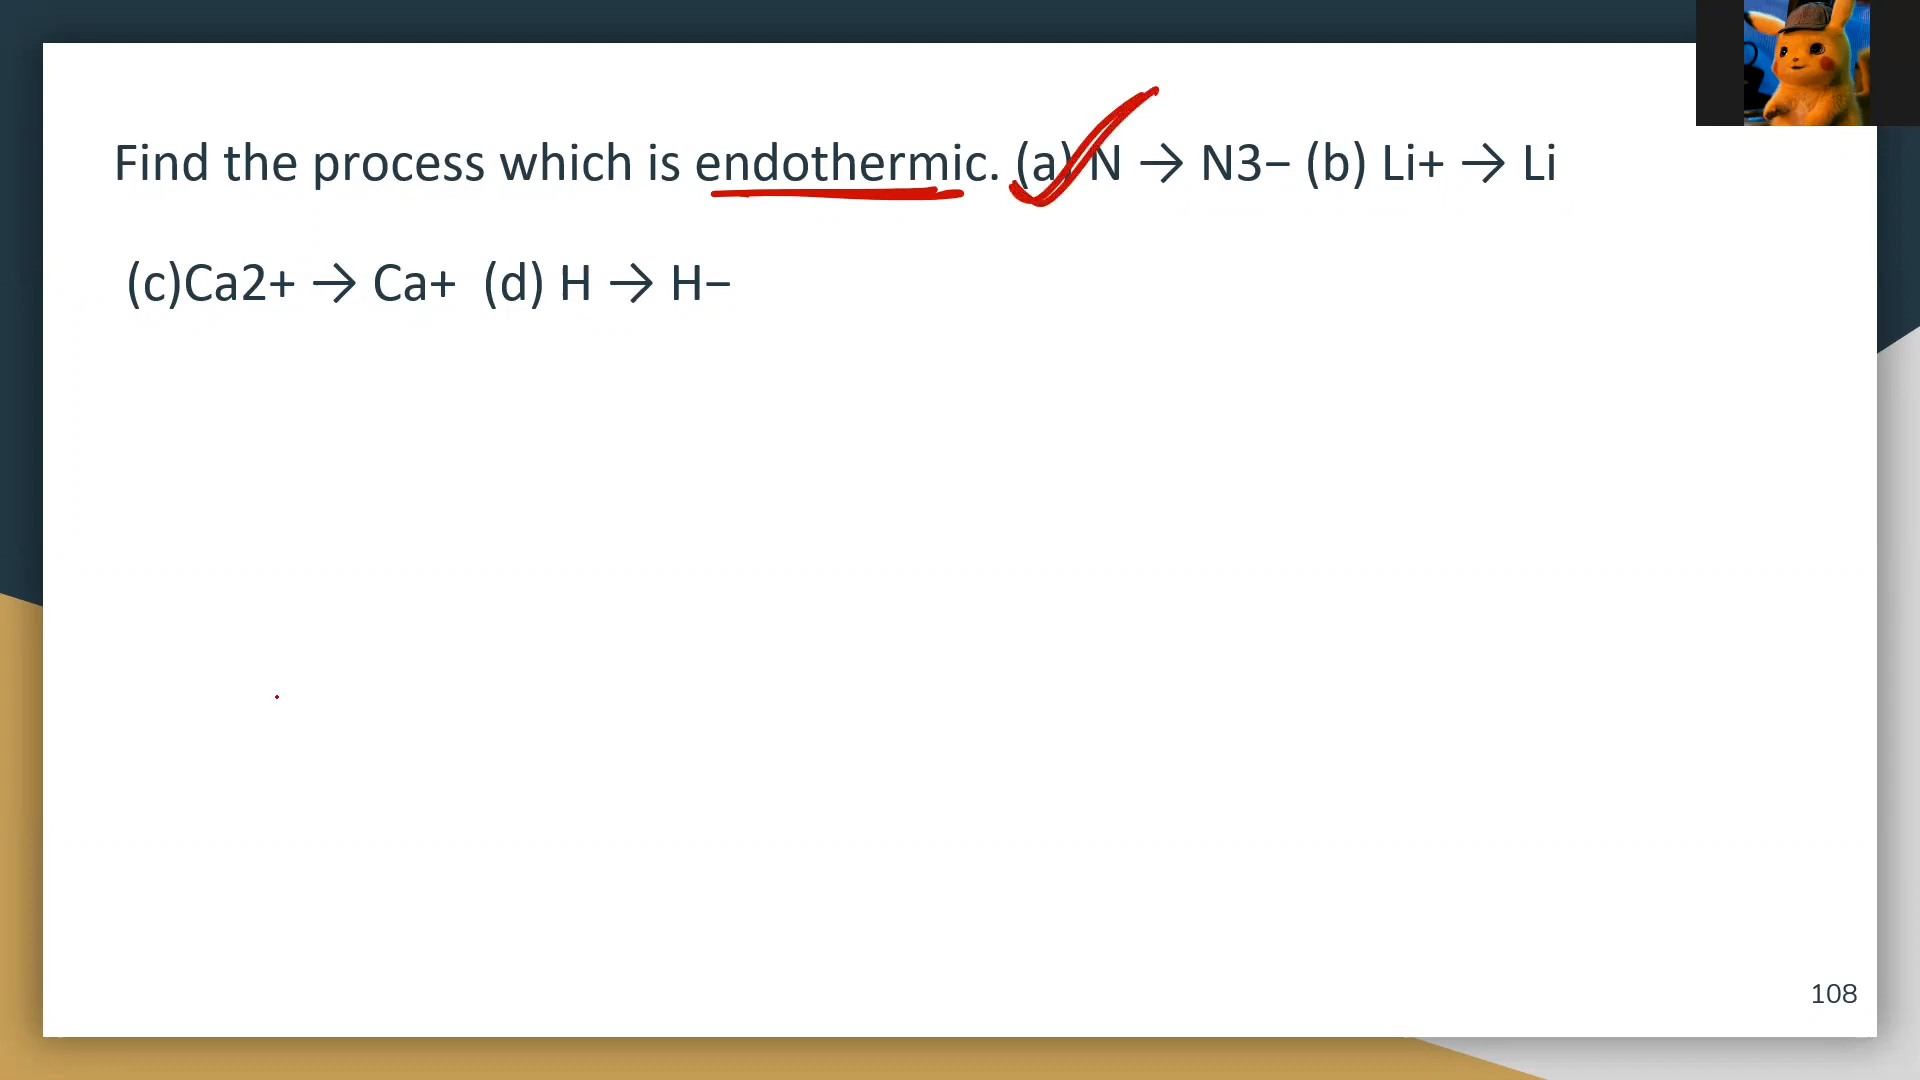 Find the process which is endothermic. (a) N → N3− (b) Li+ → Li
(c)Ca2+ → Ca+ (d) H → H−
108